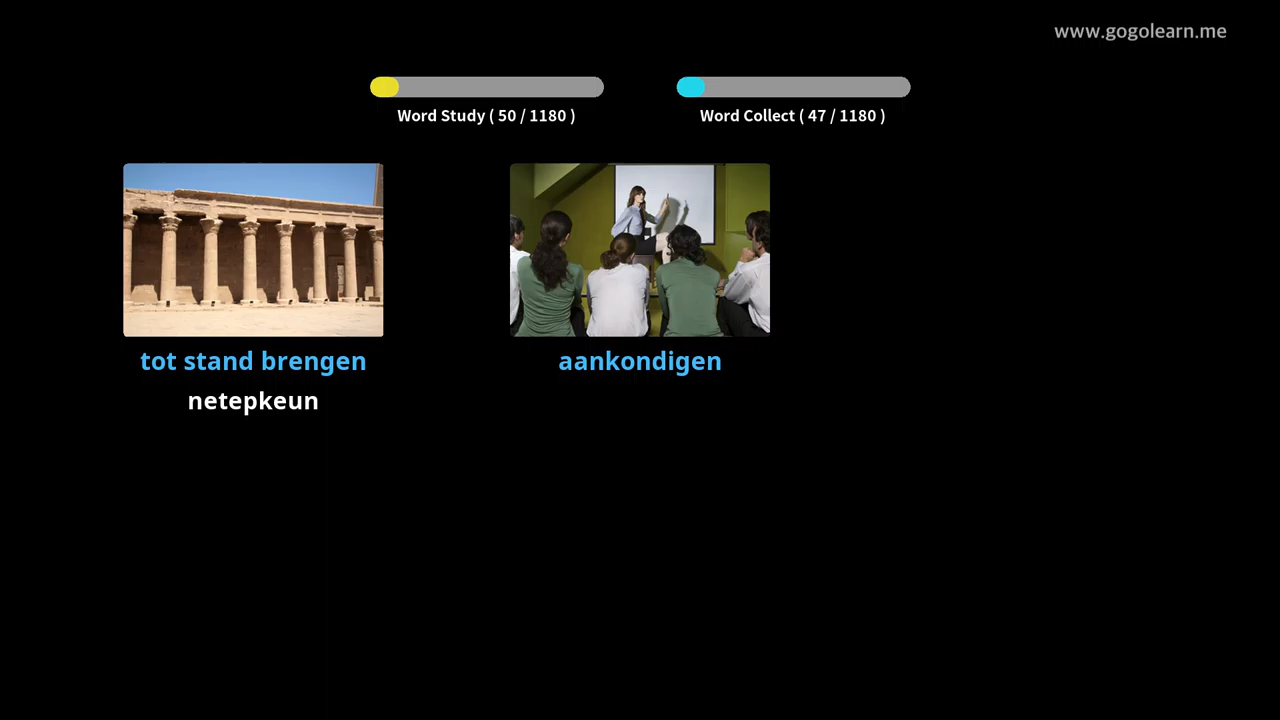 www.gogolearn.me
Word Study ( 50 / 1180 )
Word Collect ( 47 / 1180 )
tot stand brengen
aankondigen
netepkeun